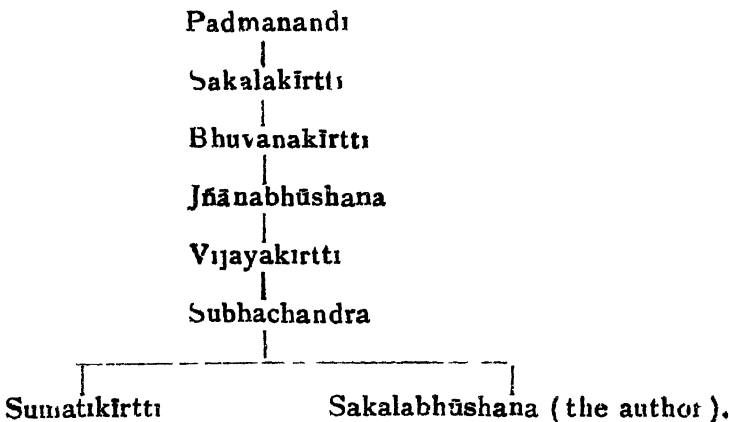 Padmanandi
Sakalakīrtti
Bhuvanakīrtti
Jñānabhūshana
Vijayakīrtti
Subhachandra
Sumatikīrtti Sakalabhūshana ( the author ).